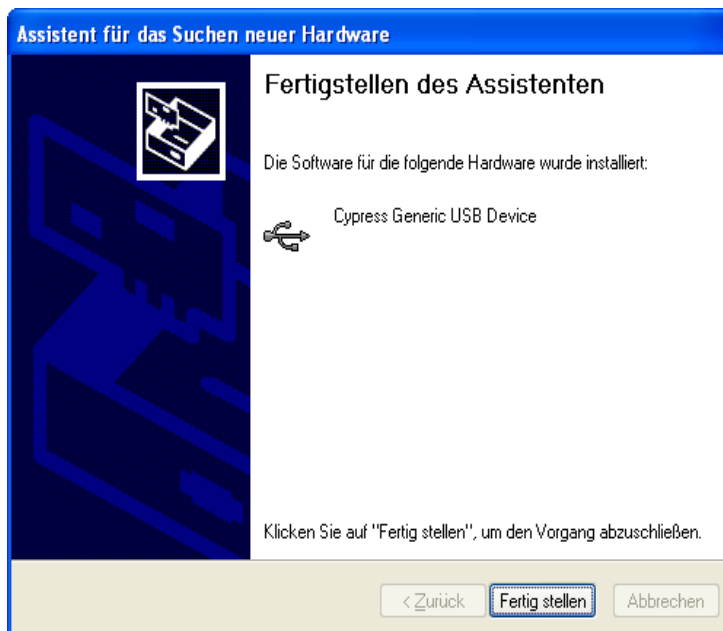 Assistent für das Suchen neuer Hardware
Fertigstellen des Assistenten
Die Software für die folgende Hardware wurde installiert:
Cypress Generic USB Device
Klicken Sie auf "Fertig stellen", um den Vorgang abzuschließen.
< Zurück Fertig stellen Abbrechen